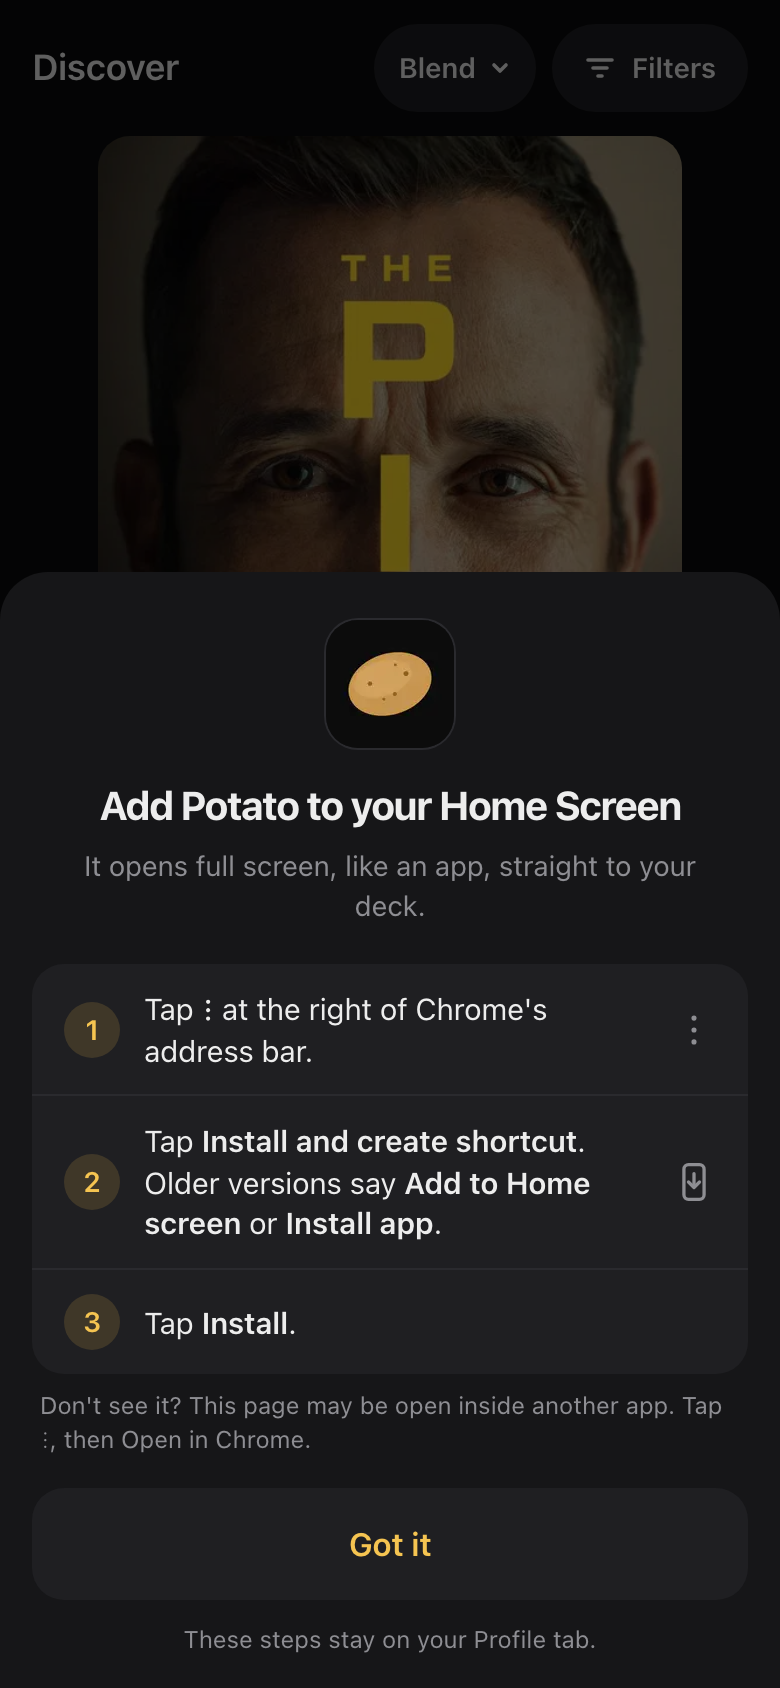 Discover
Blend
Filters
THE
P
I
Add Potato to your Home Screen
It opens full screen, like an app, straight to your
deck.
1
Tap ⋮ at the right of Chrome's
address bar.
2
Tap Install and create shortcut.
Older versions say Add to Home
screen or Install app.
3
Tap Install.
Don't see it? This page may be open inside another app. Tap
⋮, then Open in Chrome.
Got it
These steps stay on your Profile tab.